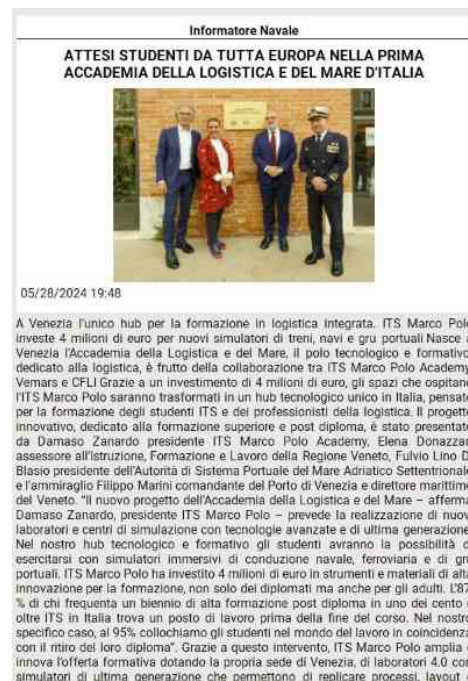 Informatore Navale
ATTESI STUDENTI DA TUTTA EUROPA NELLA PRIMA
ACCADEMIA DELLA LOGISTICA E DEL MARE D'ITALIA
05/28/2024 19:48
A Venezia l'unico hub per la formazione in logistica integrata. ITS Marco Polo
investe 4 milioni di euro per nuovi simulatori di treni, navi e gru portuali Nasce a
Venezia l'Accademia della Logistica e del Mare, il polo tecnologico e formativo
dedicato alla logistica, è frutto della collaborazione tra ITS Marco Polo Academy
Vemars e CFLI Grazie a un investimento di 4 milioni di euro, gli spazi che ospitano
l'ITS Marco Polo saranno trasformati in un hub tecnologico unico in Italia, pensato
per la formazione degli studenti ITS e dei professionisti della logistica. Il progetto
innovativo, dedicato alla formazione superiore e post diploma, è stato presentato
da Damaso Zanardo presidente ITS Marco Polo Academy, Elena Donazzan
assessore all'Istruzione, Formazione e Lavoro della Regione Veneto, Fulvio Lino D
Blasio presidente dell'Autorità di Sistema Portuale del Mare Adriatico Settentrionale
e l'ammiraglio Filippo Marini comandante del Porto di Venezia e direttore marittimo
del Veneto. "Il nuovo progetto dell'Accademia della Logistica e del Mare – afferma
Damaso Zanardo, presidente ITS Marco Polo – prevede la realizzazione di nuovi
laboratori e centri di simulazione con tecnologie avanzate e di ultima generazione
Nel nostro hub tecnologico e formativo gli studenti avranno la possibilità d
esercitarsi con simulatori immersivi di conduzione navale, ferroviaria e di gru
portuali. ITS Marco Polo ha investito 4 milioni di euro in strumenti e materiali di alta
innovazione per la formazione, non solo dei diplomati ma anche per gli adulti. L'87
% di chi frequenta un biennio di alta formazione post diploma in uno dei cento e
oltre ITS in Italia trova un posto di lavoro prima della fine del corso. Nel nostro
specifico caso, al 95% collochiamo gli studenti nel mondo del lavoro in coincidenza
con il ritiro del loro diploma". Grazie a questo intervento, ITS Marco Polo amplia e
innova l'offerta formativa dotando la propria sede di Venezia, di laboratori 4.0 con
simulatori di ultima generazione che permettono di replicare processi, layout e